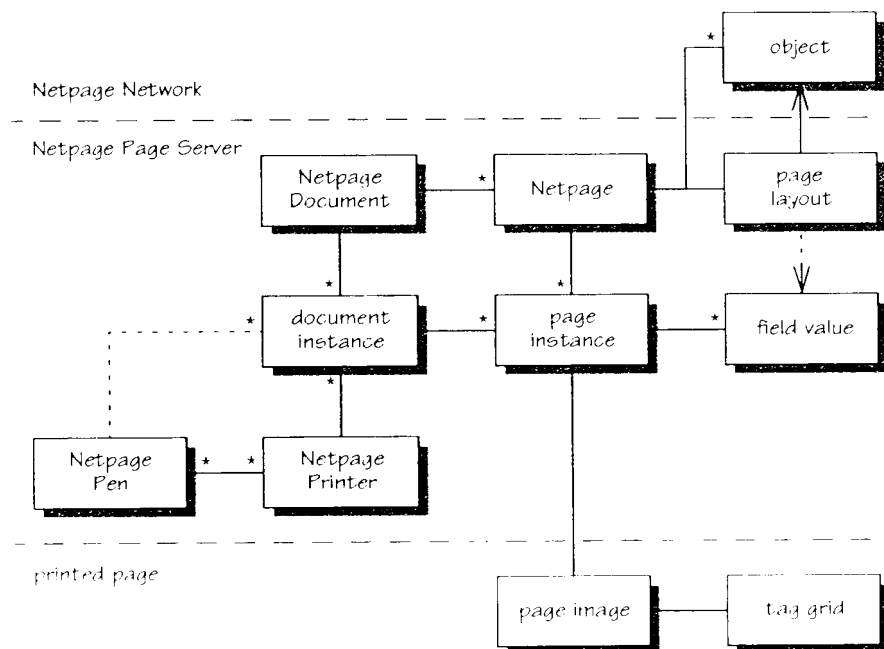 object
*
Netpage Network
Netpage Page Server
Netpage
Document
*
Netpage
page
layout
*
*
*
document
instance
*
page
instance
*
field value
*
Netpage
Pen
*
*
Netpage
Printer
printed page
page image
tag grid